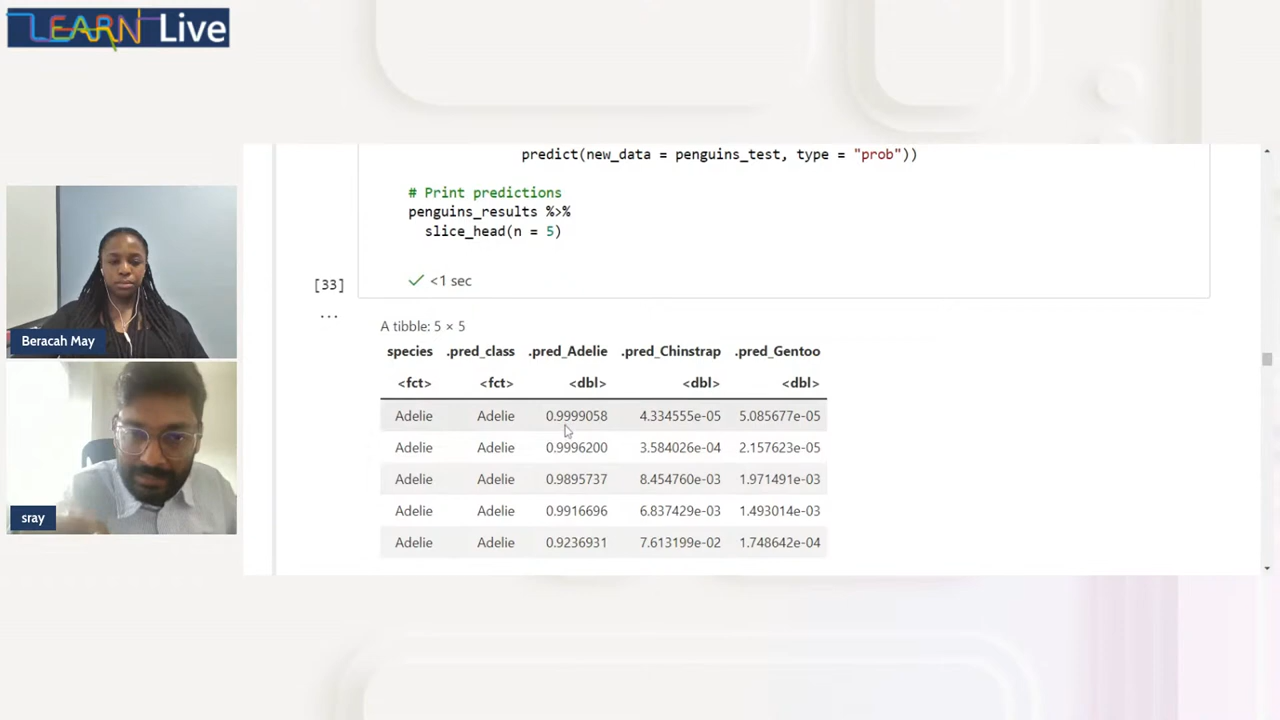 LEARN Live
predict(new_data = penguins_test, type = "prob"))
# Print predictions
penguins_results %>%
slice_head(n = 5)
[33]
<1 sec
...
A tibble: 5 × 5
species .pred_class .pred_Adelie .pred_Chinstrap .pred_Gentoo
<fct> <fct> <dbl> <dbl> <dbl>
Adelie Adelie 0.9999058 4.334555e-05 5.085677e-05
Adelie Adelie 0.9996200 3.584026e-04 2.157623e-05
Adelie Adelie 0.9895737 8.454760e-03 1.971491e-03
Adelie Adelie 0.9916696 6.837429e-03 1.493014e-03
Adelie Adelie 0.9236931 7.613199e-02 1.748642e-04
Beracah May
sray